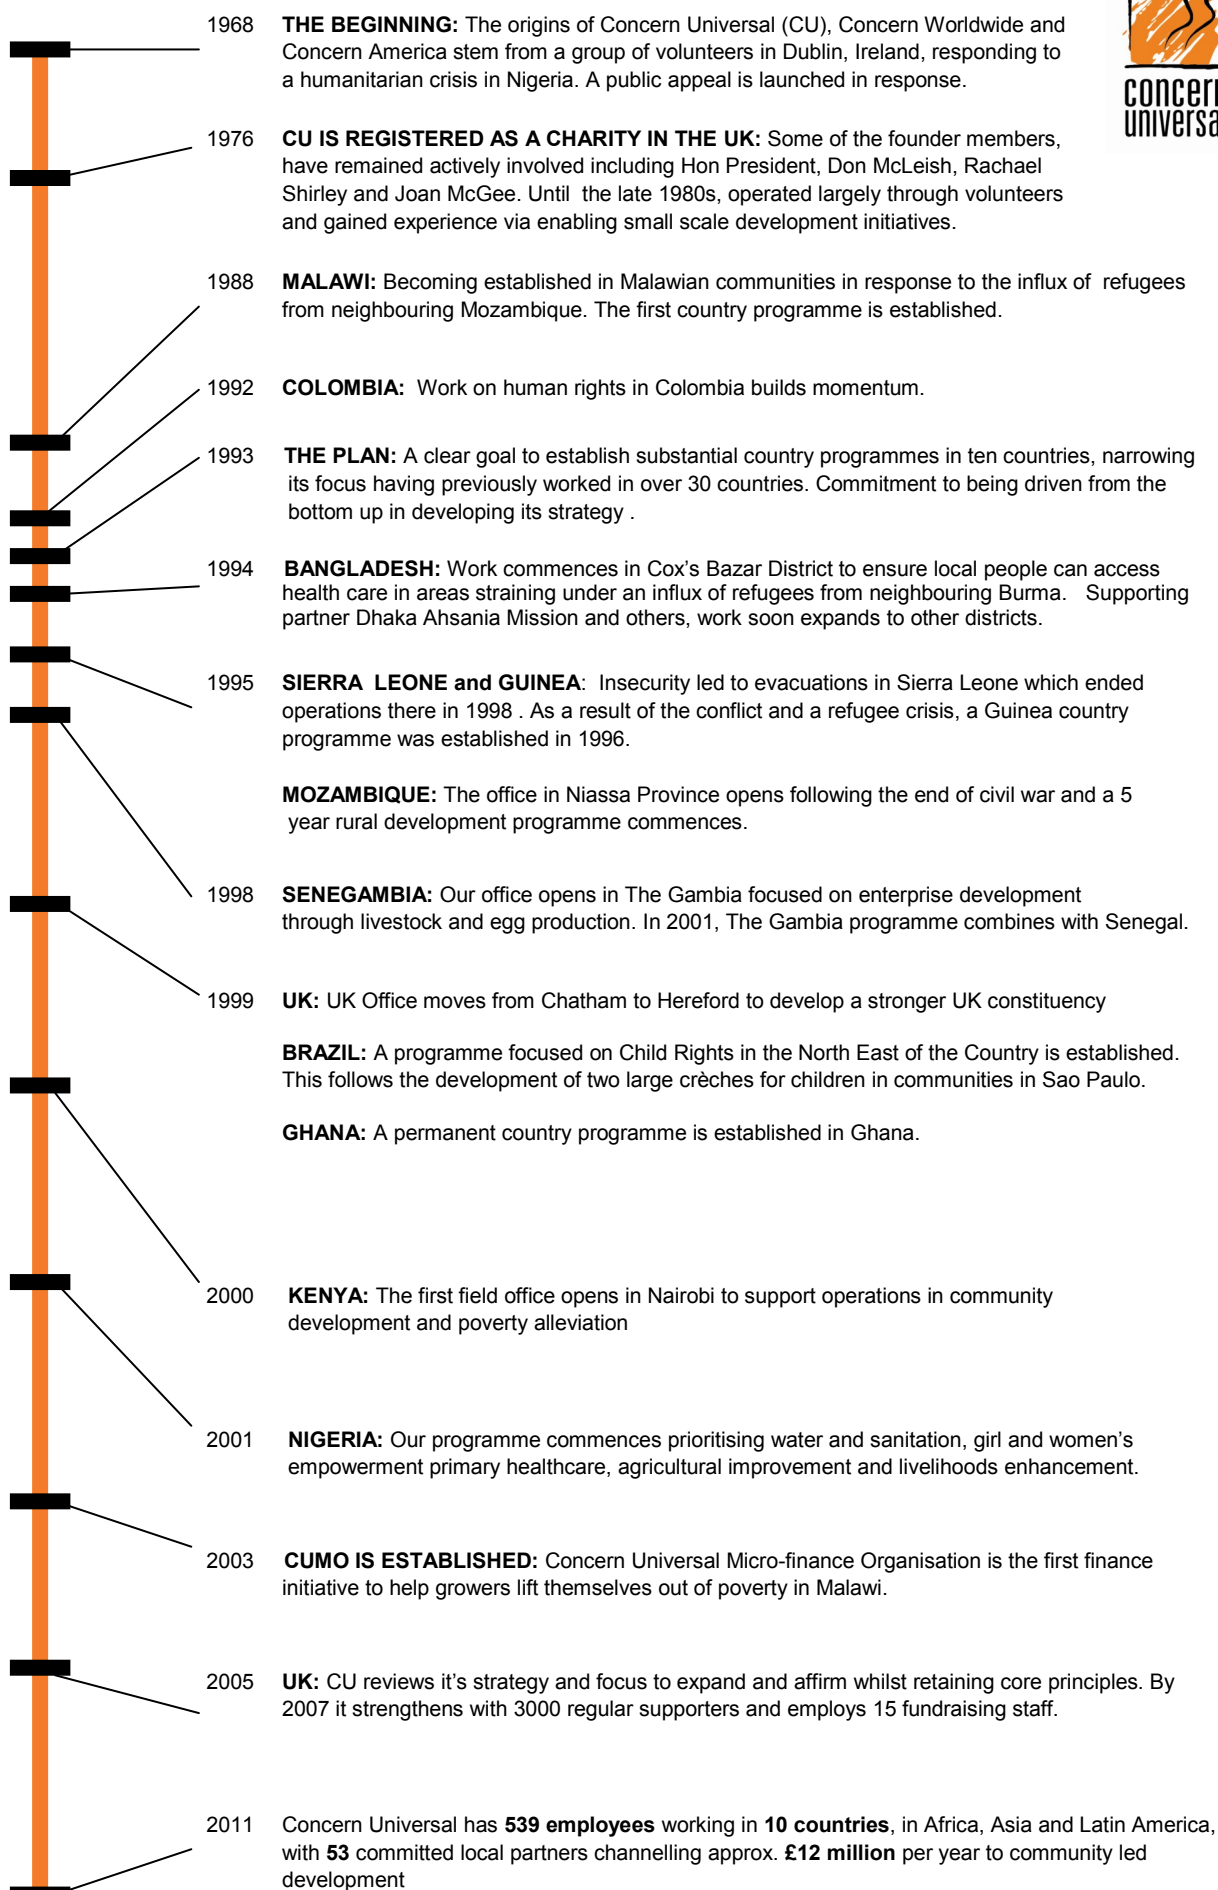 1968 THE BEGINNING: The origins of Concern Universal (CU), Concern Worldwide and
Concern America stem from a group of volunteers in Dublin, Ireland, responding to
a humanitarian crisis in Nigeria. A public appeal is launched in response.
concern
universa
1976 CU IS REGISTERED AS A CHARITY IN THE UK: Some of the founder members,
have remained actively involved including Hon President, Don McLeish, Rachael
Shirley and Joan McGee. Until the late 1980s, operated largely through volunteers
and gained experience via enabling small scale development initiatives.
1988 MALAWI: Becoming established in Malawian communities in response to the influx of refugees
from neighbouring Mozambique. The first country programme is established.
1992 COLOMBIA: Work on human rights in Colombia builds momentum.
1993 THE PLAN: A clear goal to establish substantial country programmes in ten countries, narrowing
its focus having previously worked in over 30 countries. Commitment to being driven from the
bottom up in developing its strategy .
1994 BANGLADESH: Work commences in Cox's Bazar District to ensure local people can access
health care in areas straining under an influx of refugees from neighbouring Burma. Supporting
partner Dhaka Ahsania Mission and others, work soon expands to other districts.
1995 SIERRA LEONE and GUINEA: Insecurity led to evacuations in Sierra Leone which ended
operations there in 1998 . As a result of the conflict and a refugee crisis, a Guinea country
programme was established in 1996.
MOZAMBIQUE: The office in Niassa Province opens following the end of civil war and a 5
year rural development programme commences.
1998 SENEGAMBIA: Our office opens in The Gambia focused on enterprise development
through livestock and egg production. In 2001, The Gambia programme combines with Senegal.
1999 UK: UK Office moves from Chatham to Hereford to develop a stronger UK constituency
BRAZIL: A programme focused on Child Rights in the North East of the Country is established.
This follows the development of two large crèches for children in communities in Sao Paulo.
GHANA: A permanent country programme is established in Ghana.
2000 KENYA: The first field office opens in Nairobi to support operations in community
development and poverty alleviation
2001 NIGERIA: Our programme commences prioritising water and sanitation, girl and women's
empowerment primary healthcare, agricultural improvement and livelihoods enhancement.
2003 CUMO IS ESTABLISHED: Concern Universal Micro-finance Organisation is the first finance
initiative to help growers lift themselves out of poverty in Malawi.
2005 UK: CU reviews it's strategy and focus to expand and affirm whilst retaining core principles. By
2007 it strengthens with 3000 regular supporters and employs 15 fundraising staff.
2011 Concern Universal has 539 employees working in 10 countries, in Africa, Asia and Latin America,
with 53 committed local partners channelling approx. £12 million per year to community led
development